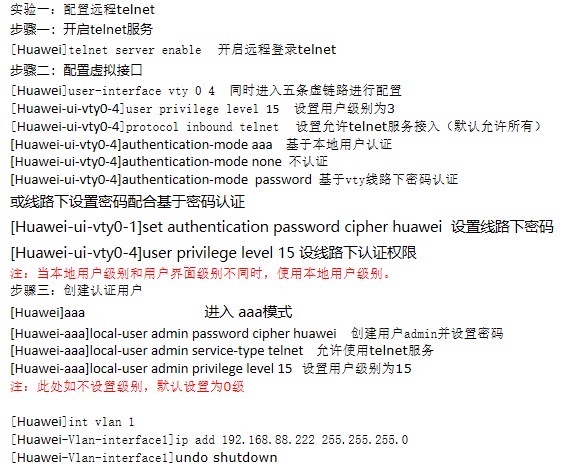 实验一：配置远程telnet
步骤一：开启telnet服务
[Huawei]telnet server enable 开启远程登录telnet
步骤二：配置虚拟接口
[Huawei]user-interface vty 0 4 同时进入五条虚链路进行配置
[Huawei-ui-vty0-4]user privilege level 15 设置用户级别为3
[Huawei-ui-vty0-4]protocol inbound telnet 设置允许telnet服务接入（默认允许所有）
[Huawei-ui-vty0-4]authentication-mode aaa 基于本地用户认证
[Huawei-ui-vty0-4]authentication-mode none 不认证
[Huawei-ui-vty0-4]authentication-mode password 基于vty线路下密码认证
或线路下设置密码配合基于密码认证
[Huawei-ui-vty0-1]set authentication password cipher huawei 设置线路下密码
[Huawei-ui-vty0-4]user privilege level 15 设线路下认证权限
注：当本地用户级别和用户界面级别不同时，使用本地用户级别。
步骤三：创建认证用户
[Huawei]aaa 进入 aaa模式
[Huawei-aaa]local-user admin password cipher huawei 创建用户admin并设置密码
[Huawei-aaa]local-user admin service-type telnet 允许使用telnet服务
[Huawei-aaa]local-user admin privilege level 15 设置用户级别为15
注：此处如不设置级别，默认设置为0级
[Huawei]int vlan 1
[Huawei-Vlan-interface1]ip add 192.168.88.222 255.255.255.0
[Huawei-Vlan-interface1]undo shutdown